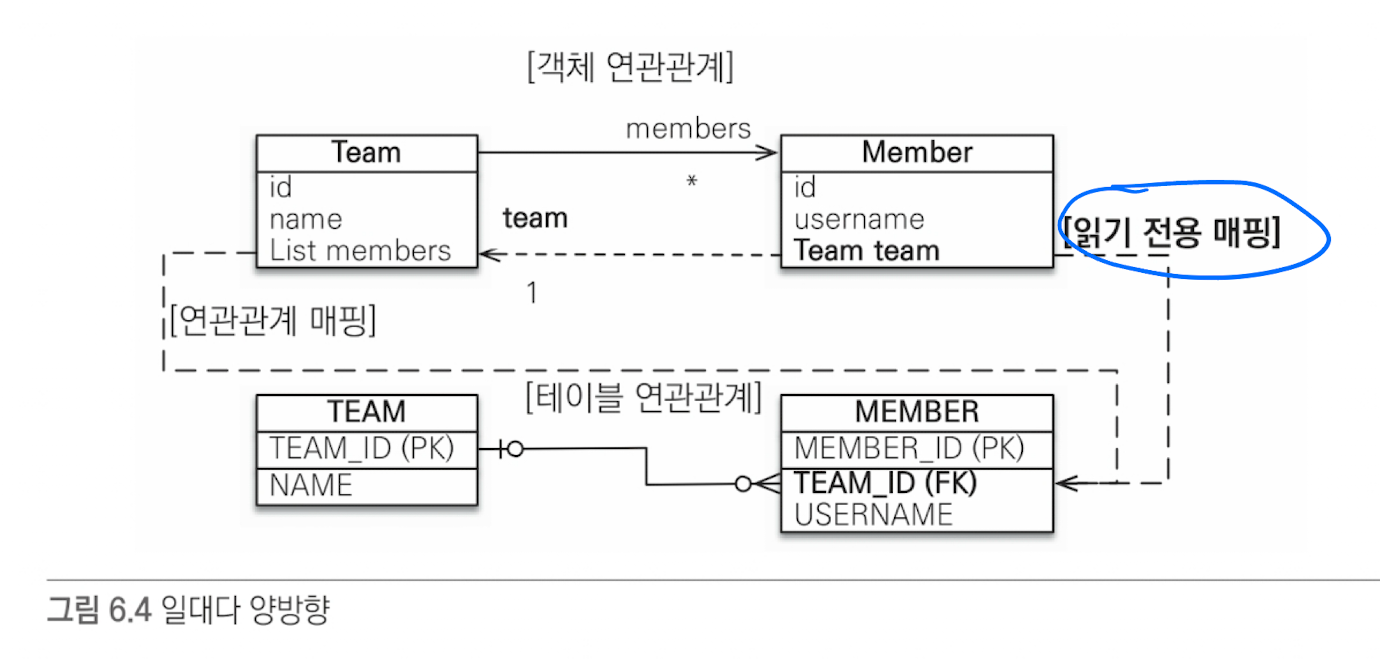 [객체 연관관계]
members
Team
Member
*
id
id
name
team
username
[읽기 전용 매핑]
List members
Team team
1
[연관관계 매핑]
[테이블 연관관계]
TEAM
MEMBER
TEAM_ID (PK)
MEMBER_ID (PK)
NAME
TEAM_ID (FK)
USERNAME
그림 6.4 일대다 양방향